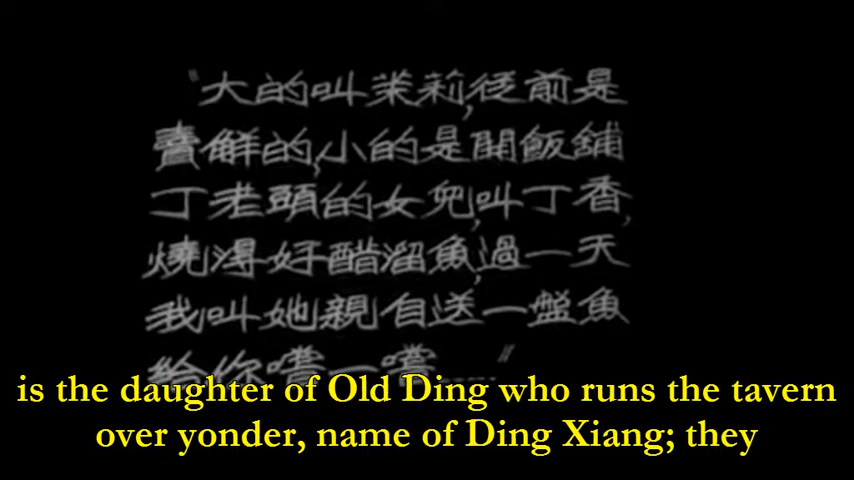 "大的叫茉莉,從前是
賣解的,小的是開飯舖
丁老頭的女兒,叫丁香,
燒得好醋溜魚,過一天
我叫她親自送一盤魚
給你嚐一嚐...."
is the daughter of Old Ding who runs the tavern
over yonder, name of Ding Xiang; they